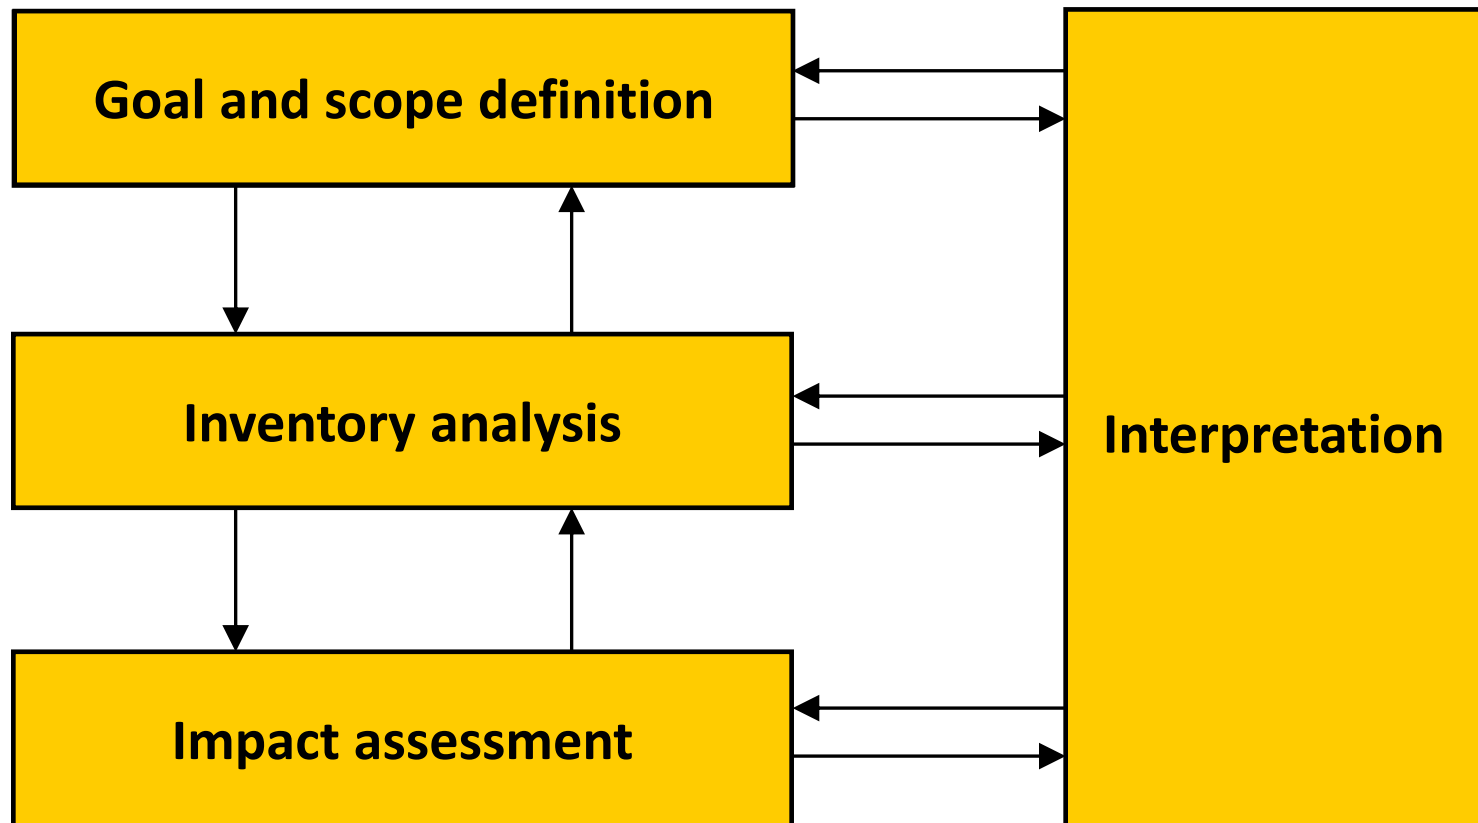 Goal and scope definition
Inventory analysis
Interpretation
Impact assessment